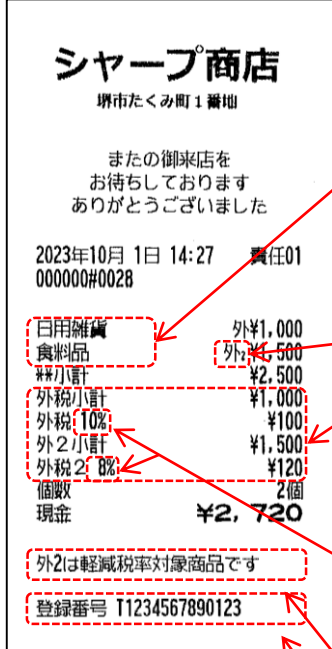 シャープ商店
堺市たくみ町1番地
またの御来店を
お待ちしております
ありがとうございました
2023年10月 1日 14:27 責任01
000000#0028
日用雑貨 外¥1,000
食料品 外2¥1,500
**小計 ¥2,500
外税小計 ¥1,000
外税 10% ¥100
外2小計 ¥1,500
外税2 8% ¥120
個数 2個
現金 ¥2,720
外2は軽減税率対象商品です
登録番号 T1234567890123